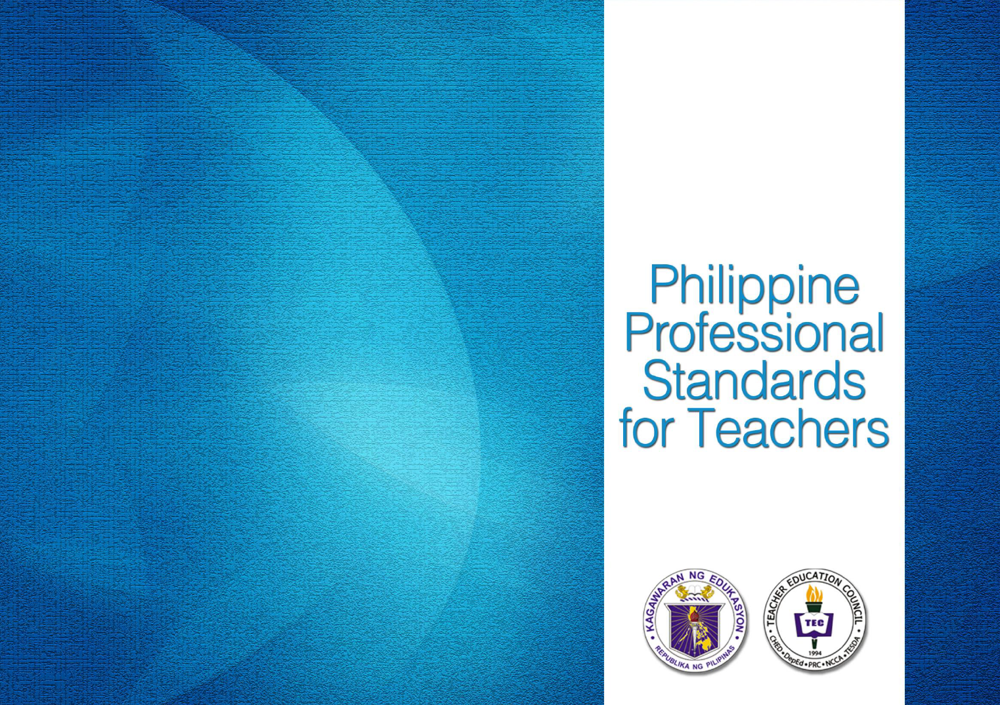 Philippine
Professional
Standards
for Teachers
KAGAWARAN NG EDUKASYON
REPUBLIKA NG PILIPINAS
TEACHER EDUCATION COUNCIL
TEC
1994
CHED • DepEd • PRC • NCCA • TESDA